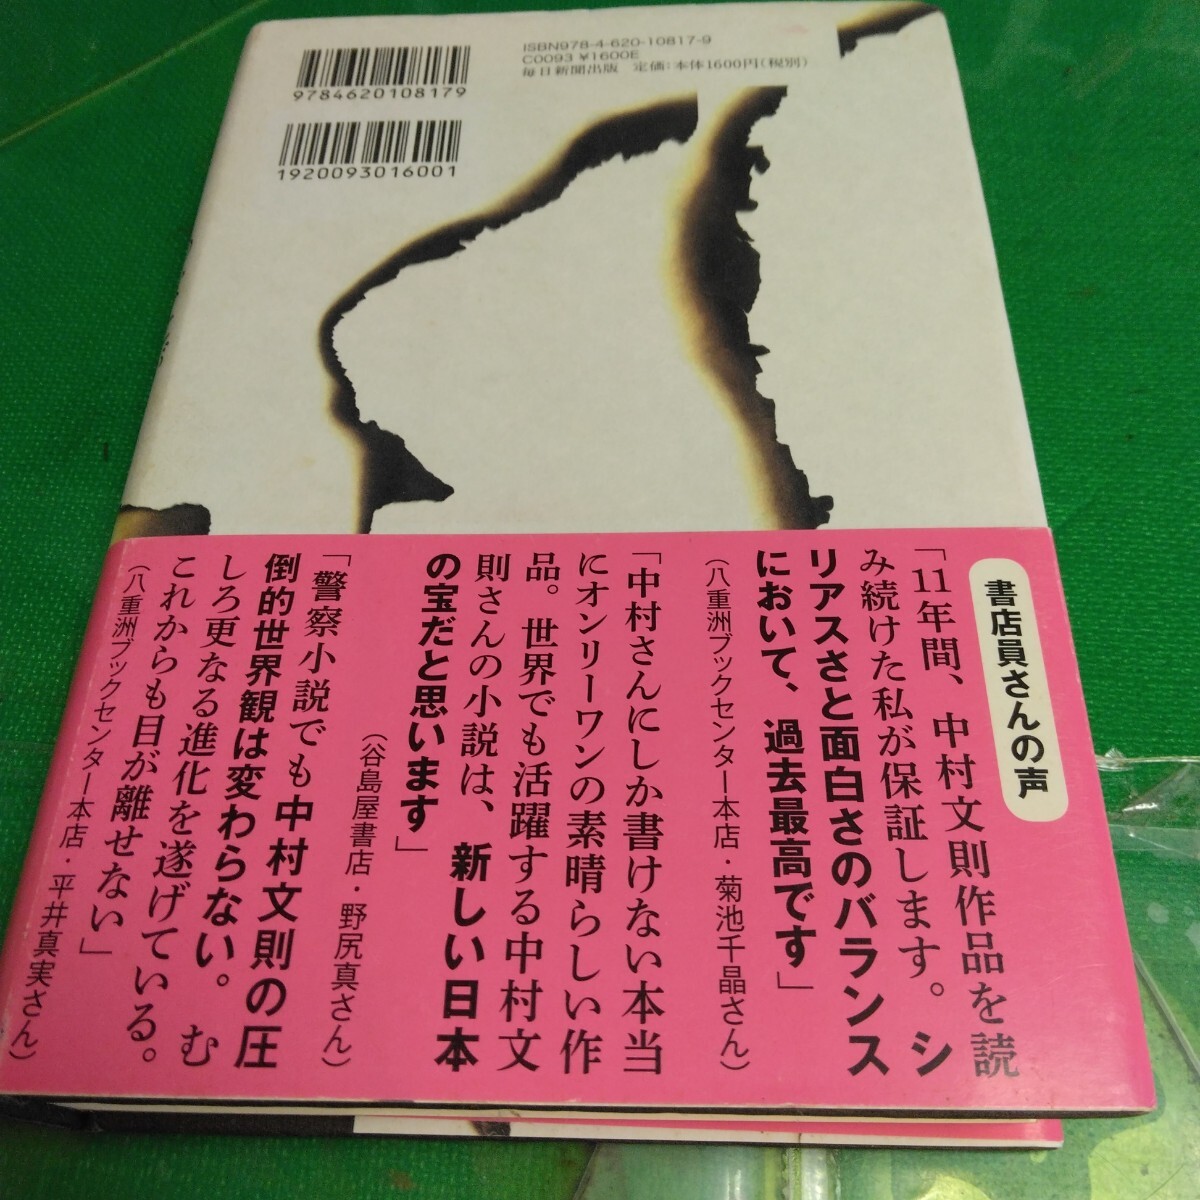 ISBN978-4-620-10817-9
C0093 ¥1600E
毎日新聞出版 定価:本体1600円(税別)
9784620108179
1920093016001
書店員さんの声
「11年間、中村文則作品を読
み続けた私が保証します。シ
リアスさと面白さのバランス
において、過去最高です」
(八重洲ブックセンター本店・菊池千晶さん)
「中村さんにしか書けない本当
にオンリーワンの素晴らしい作
品。世界でも活躍する中村文
則さんの小説は、新しい日本
の宝だと思います」
(谷島屋書店・野尻真さん)
「警察小説でも中村文則の圧
倒的世界観は変わらない。む
しろ更なる進化を遂げている。
これからも目が離せない」
(八重洲ブックセンター本店・平井真実さん)